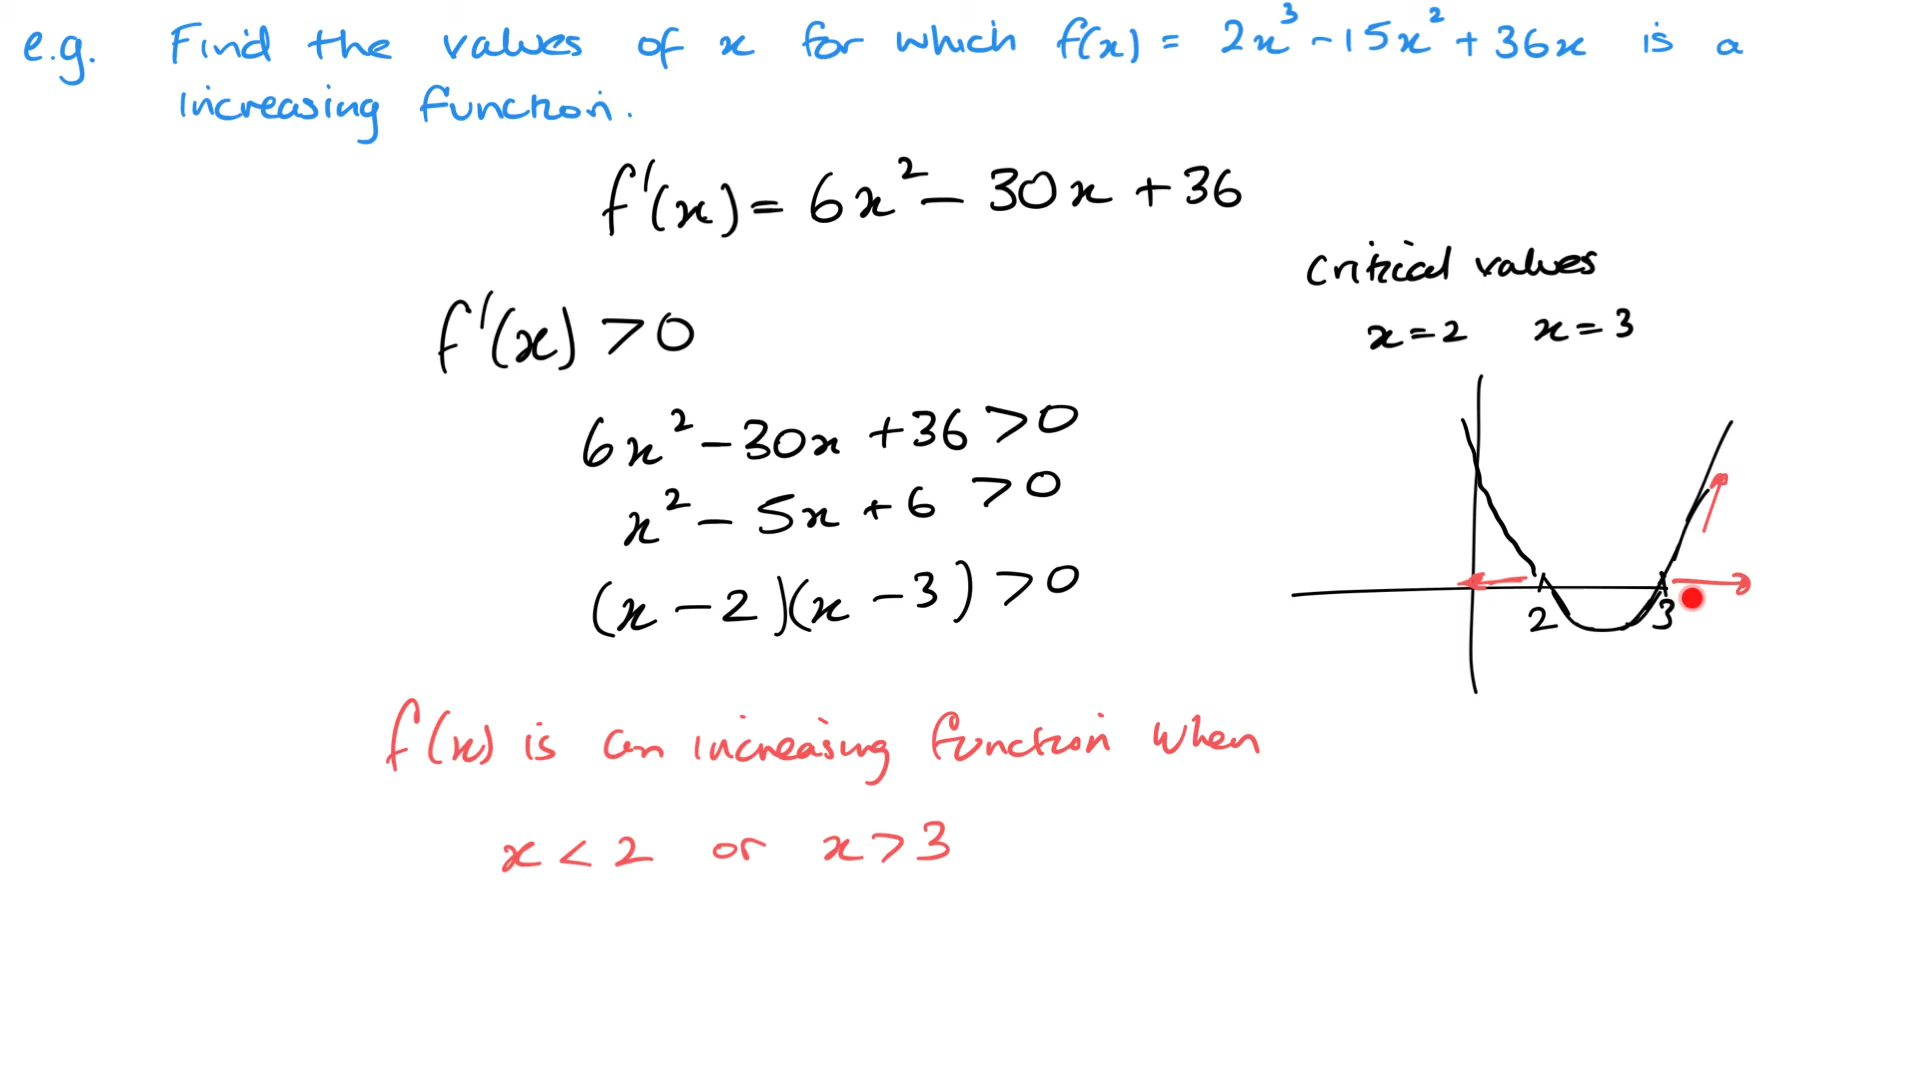 e.g. Find the values of x for which f(x) = 2x³ - 15x² + 36x is a
increasing function.
f'(x) = 6x² - 30x + 36
critical values
f'(x) > 0
x = 2 x = 3
6x² - 30x + 36 > 0
x² - 5x + 6 > 0
(x - 2)(x - 3) > 0
2 3
f(x) is an increasing function when
x < 2 or x > 3